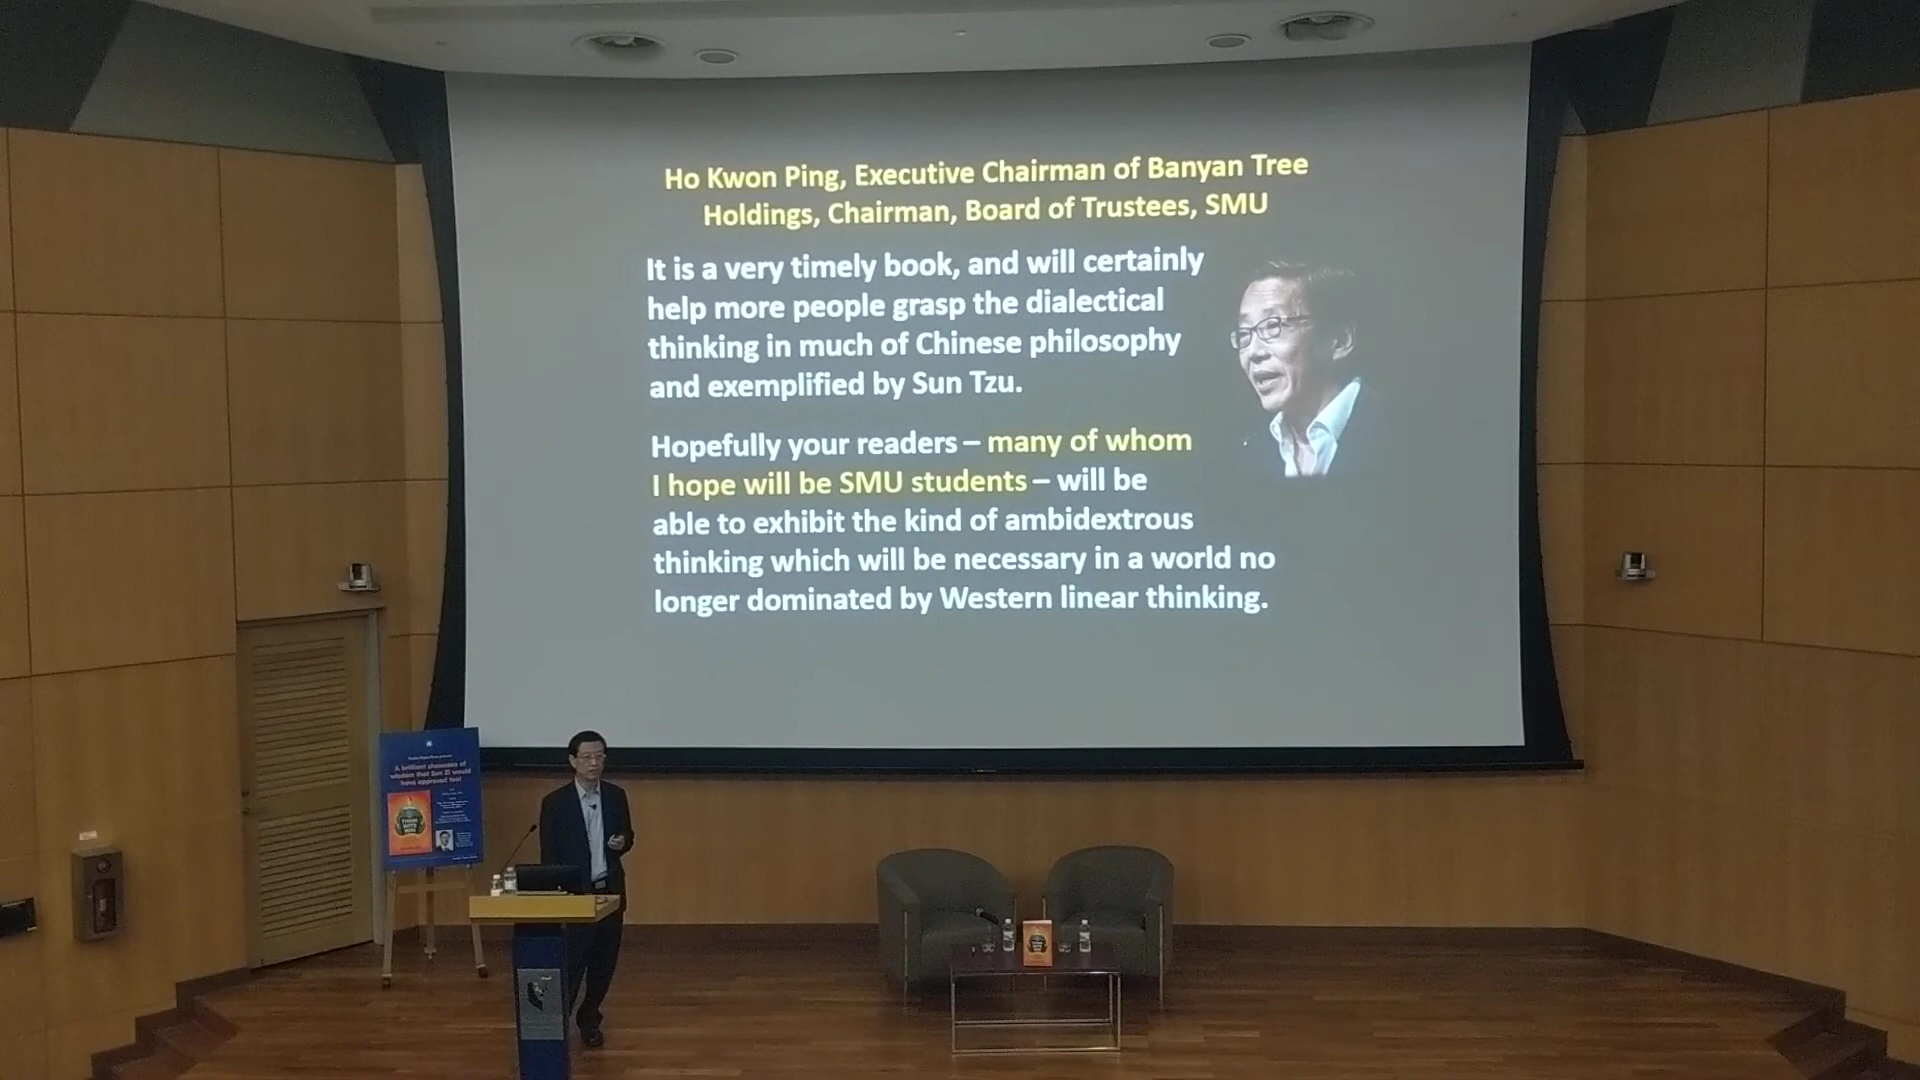 Ho Kwon Ping, Executive Chairman of Banyan Tree
Holdings, Chairman, Board of Trustees, SMU
It is a very timely book, and will certainly
help more people grasp the dialectical
thinking in much of Chinese philosophy
and exemplified by Sun Tzu.
Hopefully your readers – many of whom
I hope will be SMU students – will be
able to exhibit the kind of ambidextrous
thinking which will be necessary in a world no
longer dominated by Western linear thinking.
A brilliant showcase of
wisdom that Sun Zi would
have approved too!